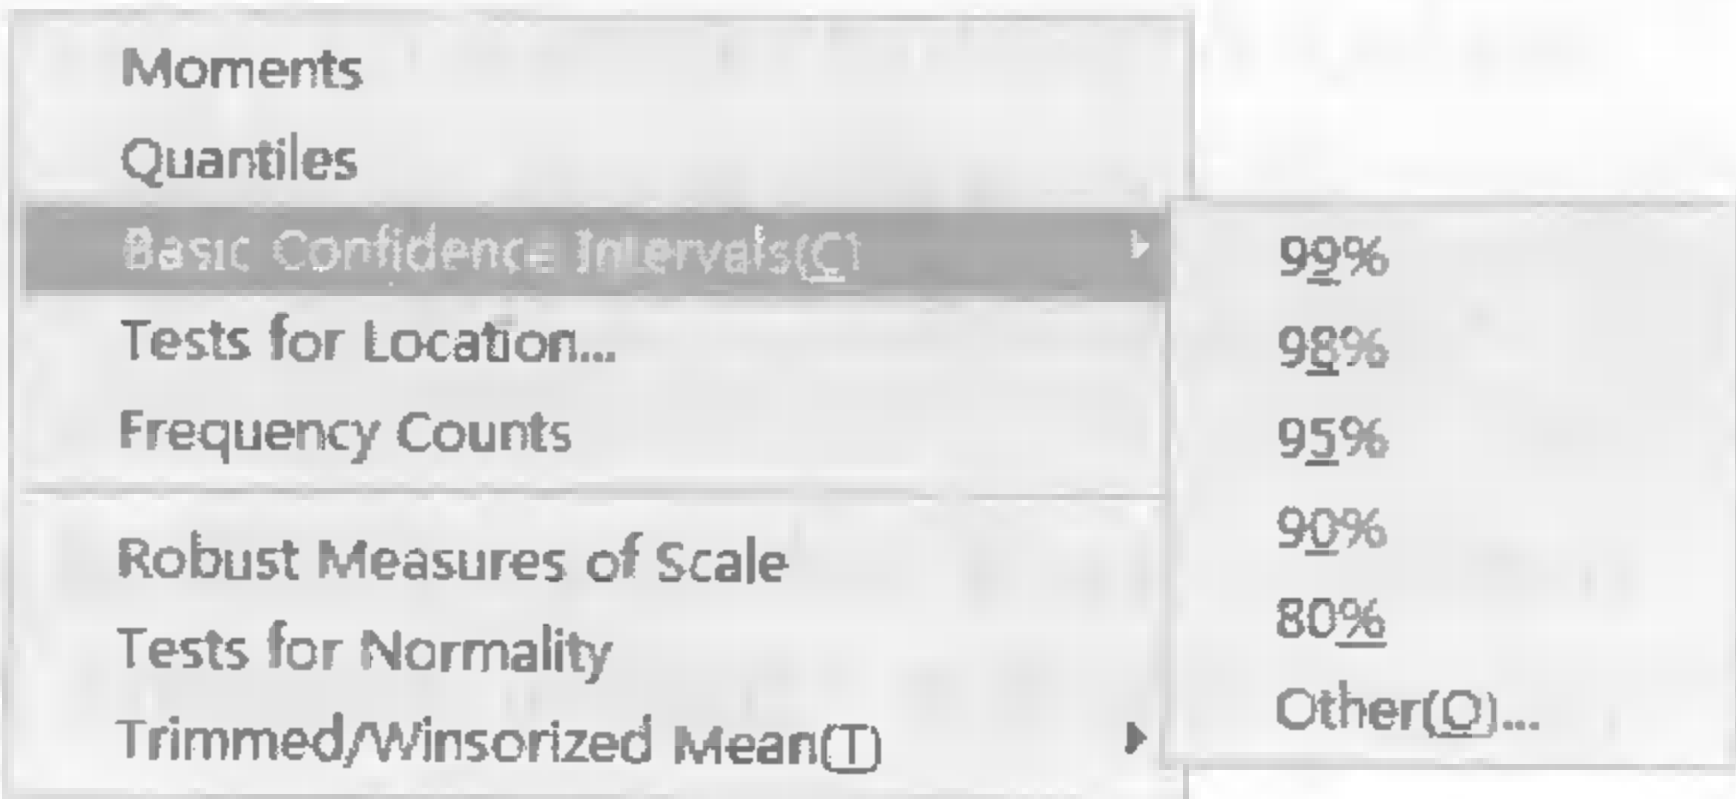 Moments
Quantiles
Basic Confidence Intervals(C)
Tests for Location...
Frequency Counts
Robust Measures of Scale
Tests for Normality
Trimmed/Winsorized Mean(T)
99%
98%
95%
90%
80%
Other(O)...